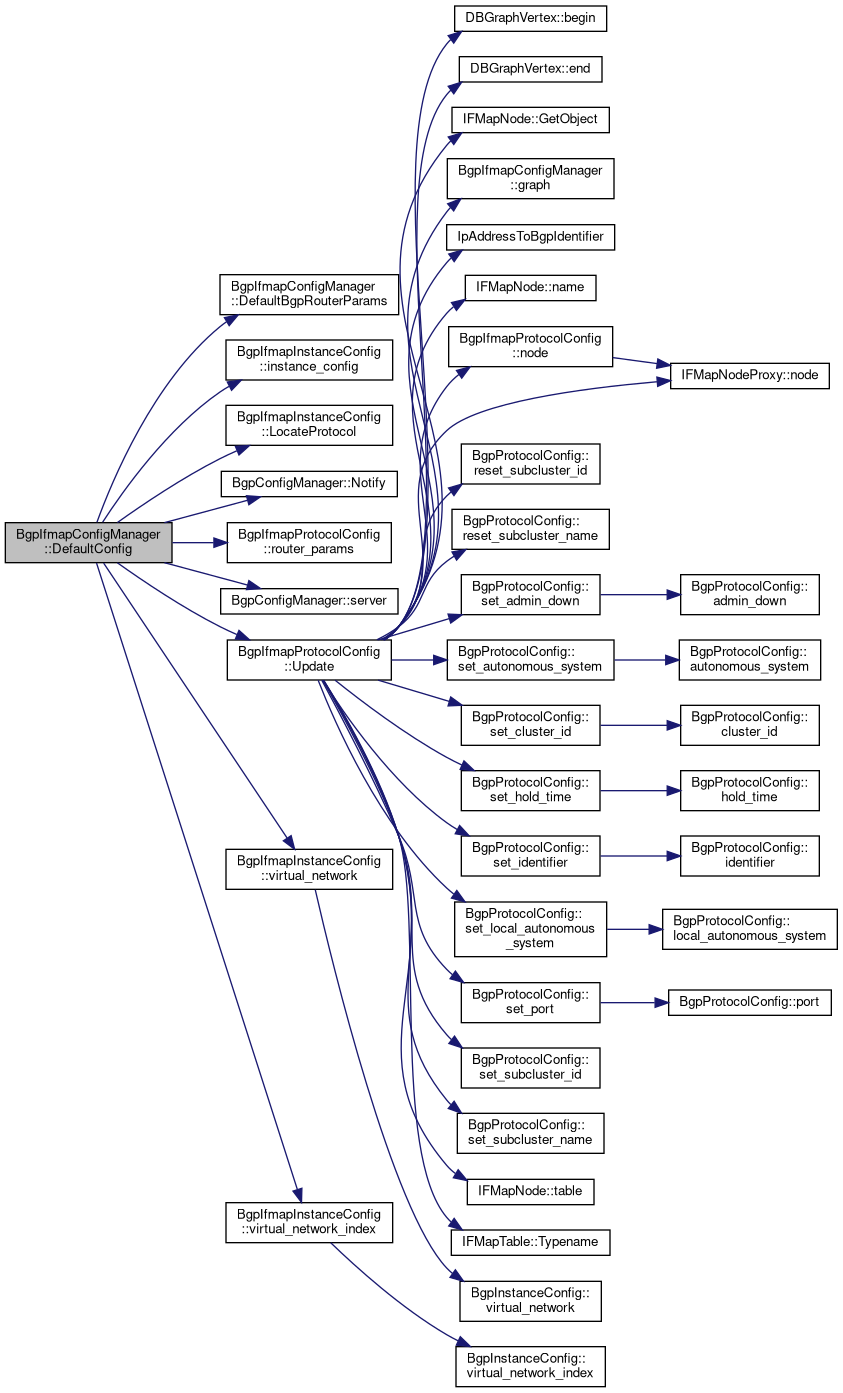 BgpIfmapConfigManager
::DefaultConfig
BgpIfmapConfigManager
::DefaultBgpRouterParams
BgpIfmapInstanceConfig
::instance_config
BgpIfmapInstanceConfig
::LocateProtocol
BgpConfigManager::Notify
BgpIfmapProtocolConfig
::router_params
BgpConfigManager::server
BgpIfmapProtocolConfig
::Update
BgpIfmapInstanceConfig
::virtual_network
BgpIfmapInstanceConfig
::virtual_network_index
DBGraphVertex::begin
DBGraphVertex::end
IFMapNode::GetObject
BgpIfmapConfigManager
::graph
IpAddressToBgpIdentifier
IFMapNode::name
BgpIfmapProtocolConfig
::node
IFMapNodeProxy::node
BgpProtocolConfig::
reset_subcluster_id
BgpProtocolConfig::
reset_subcluster_name
BgpProtocolConfig::
set_admin_down
BgpProtocolConfig::
admin_down
BgpProtocolConfig::
set_autonomous_system
BgpProtocolConfig::
autonomous_system
BgpProtocolConfig::
set_cluster_id
BgpProtocolConfig::
cluster_id
BgpProtocolConfig::
set_hold_time
BgpProtocolConfig::
hold_time
BgpProtocolConfig::
set_identifier
BgpProtocolConfig::
identifier
BgpProtocolConfig::
set_local_autonomous
_system
BgpProtocolConfig::
local_autonomous_system
BgpProtocolConfig::
set_port
BgpProtocolConfig::port
BgpProtocolConfig::
set_subcluster_id
BgpProtocolConfig::
set_subcluster_name
IFMapNode::table
IFMapTable::Typename
BgpInstanceConfig::
virtual_network
BgpInstanceConfig::
virtual_network_index